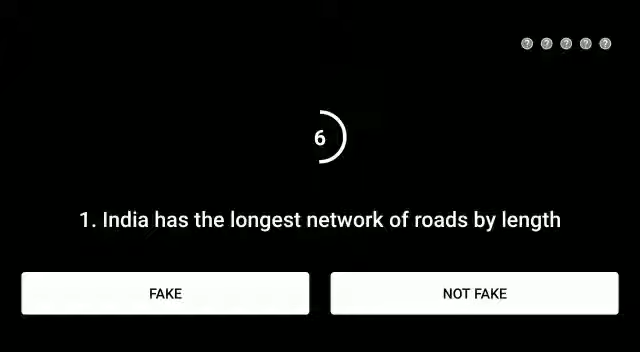 ? ? ? ? ?
6
1. India has the longest network of roads by length
FAKE
NOT FAKE